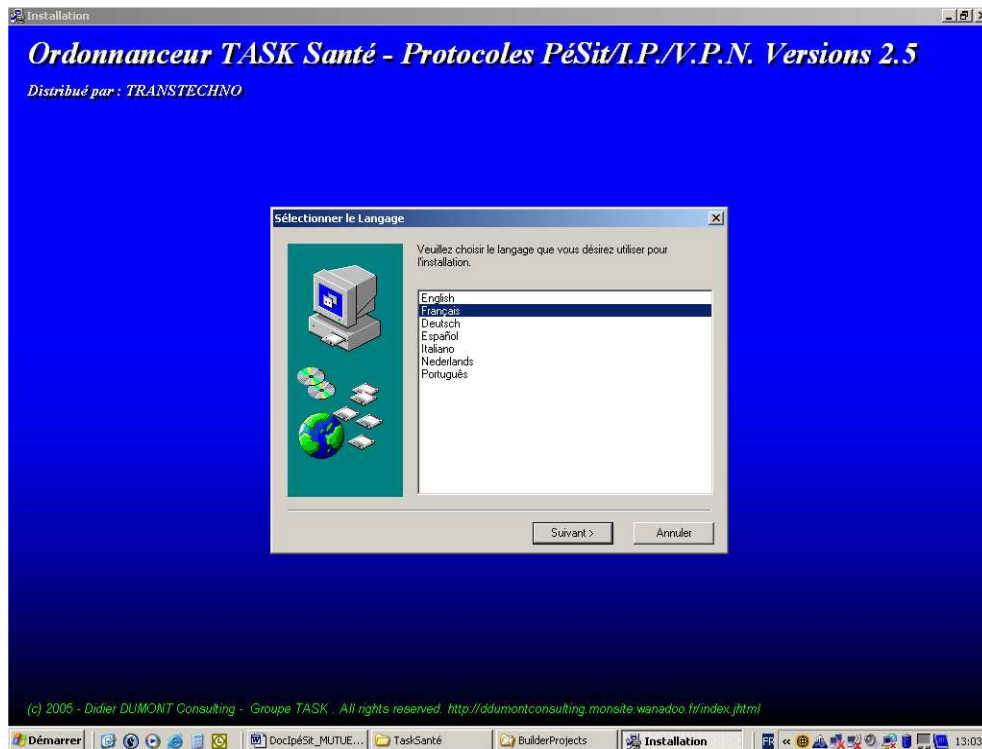 Installation
Ordonnanceur TASK Santé - Protocoles PéSit/I.P./V.P.N. Versions 2.5
Distribué par : TRANSTECHNO
Sélectionner le Langage
Veuillez choisir le langage que vous désirez utiliser pour
l'installation.
English
Français
Deutsch
Español
Italiano
Nederlands
Português
Suivant >
Annuler
(c) 2005 - Didier DUMONT Consulting - Groupe TASK . All rights reserved. http://ddumontconsulting.monsite.wanadoo.fr/index.jhtml
Démarrer
DocIpéSit_MUTUE...
TaskSanté
BuilderProjects
Installation
FR
13:03